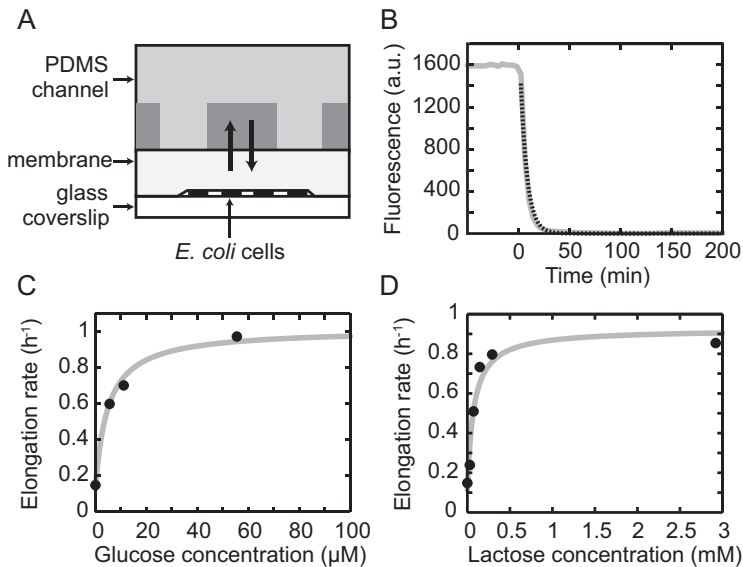 A
PDMS
channel
membrane
glass
coverslip
E. coli cells
B
Fluorescence (a.u.)
1600
1200
800
400
0
0 50 100 150 200
Time (min)
C
Elongation rate (h⁻¹)
1
0.8
0.6
0.4
0.2
0
0 20 40 60 80 100
Glucose concentration (µM)
D
Elongation rate (h⁻¹)
1
0.8
0.6
0.4
0.2
0
0 0.5 1 1.5 2 2.5 3
Lactose concentration (mM)